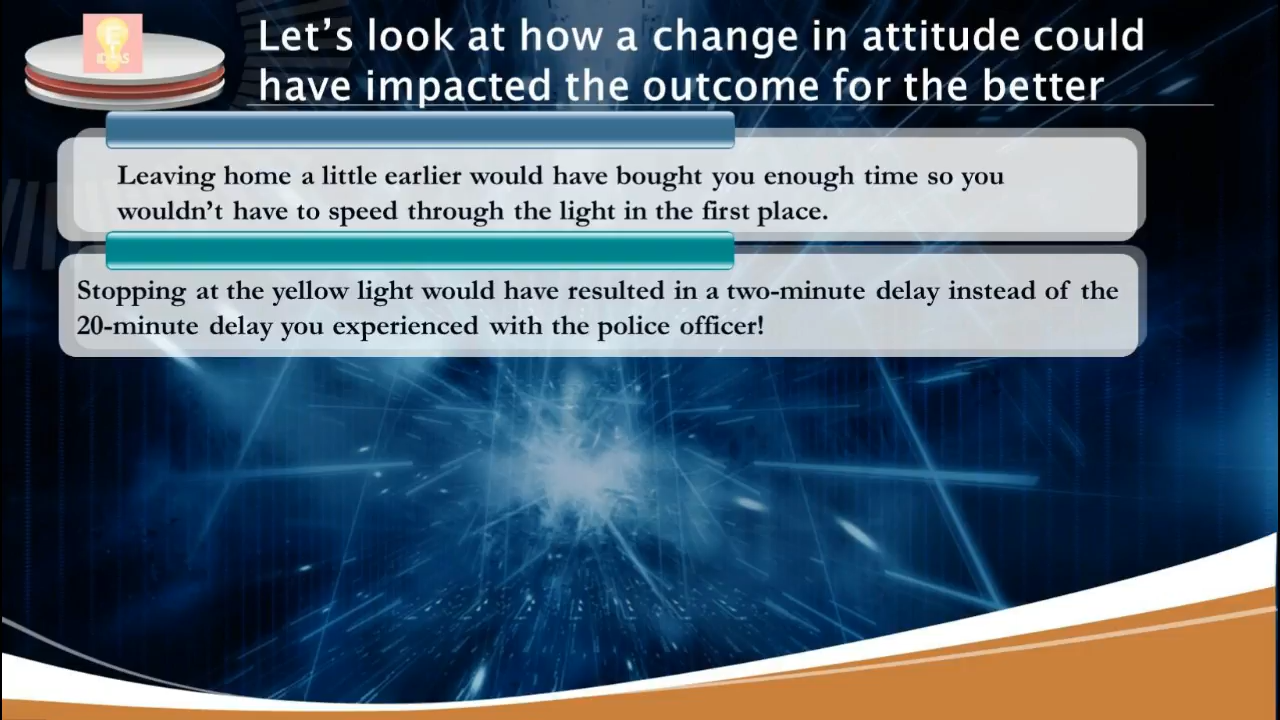 Let's look at how a change in attitude could
have impacted the outcome for the better
Leaving home a little earlier would have bought you enough time so you
wouldn't have to speed through the light in the first place.
Stopping at the yellow light would have resulted in a two-minute delay instead of the
20-minute delay you experienced with the police officer!